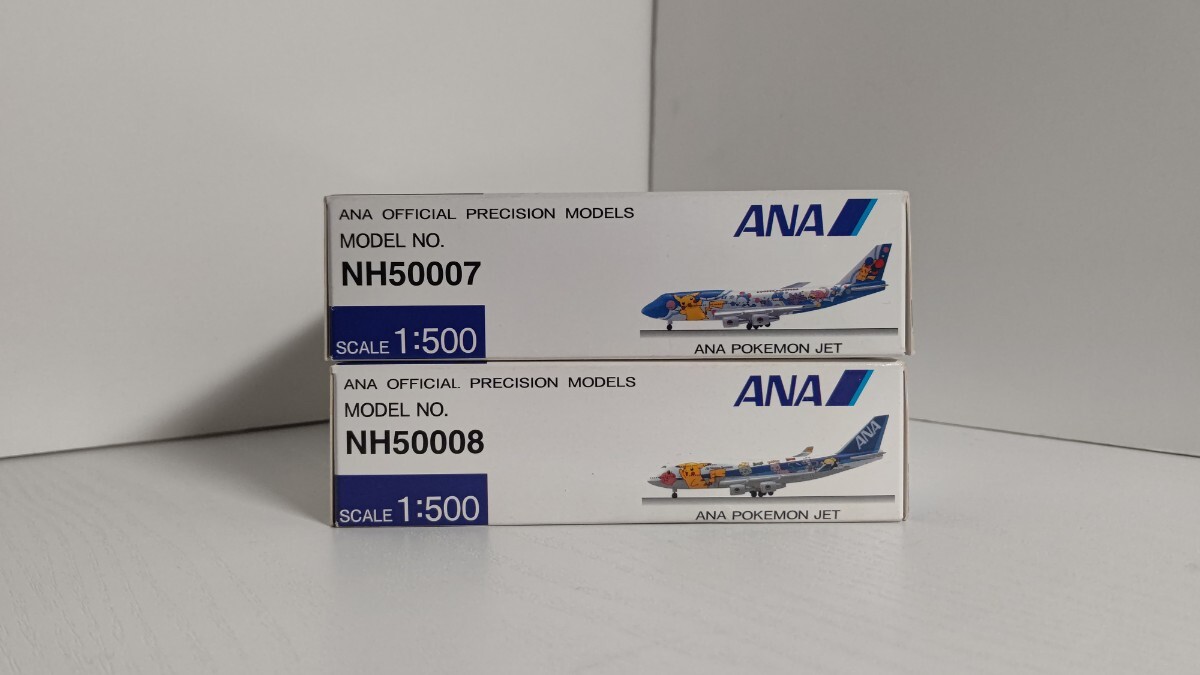 ANA OFFICIAL PRECISION MODELS
ANA
MODEL NO.
NH50007
SCALE 1:500
ANA POKEMON JET
ANA OFFICIAL PRECISION MODELS
ANA
MODEL NO.
NH50008
ANA
SCALE 1:500
ANA POKEMON JET